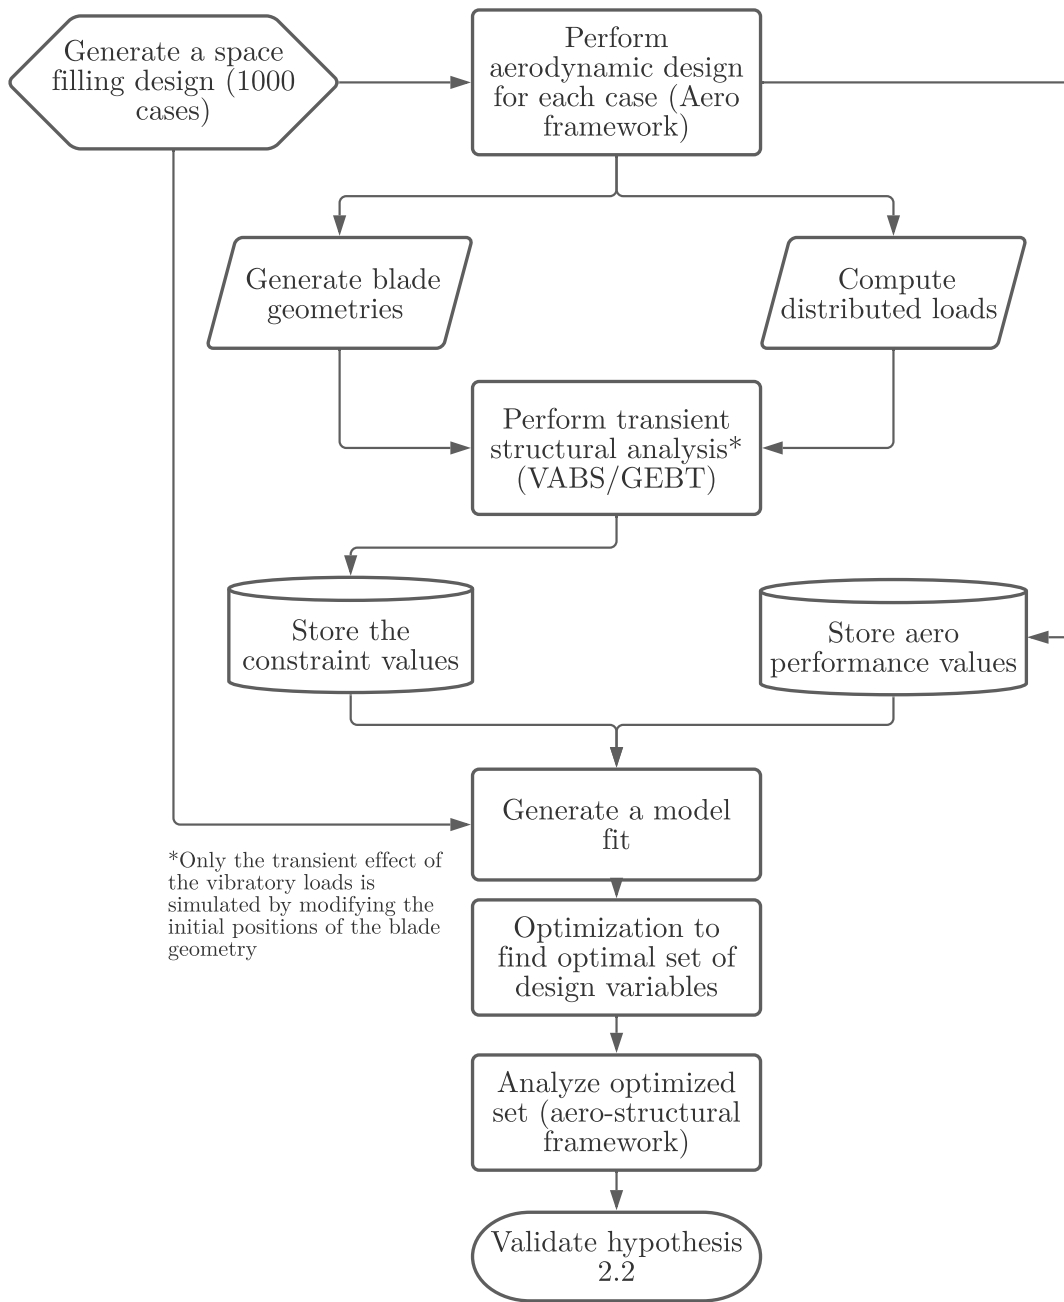 Generate a space
filling design (1000
cases)
Perform
aerodynamic design
for each case (Aero
framework)
Generate blade
geometries
Compute
distributed loads
Perform transient
structural analysis*
(VABS/GEBT)
Store the
constraint values
Store aero
performance values
Generate a model
fit
*Only the transient effect of
the vibratory loads is
simulated by modifying the
initial positions of the blade
geometry
Optimization to
find optimal set of
design variables
Analyze optimized
set (aero-structural
framework)
Validate hypothesis
2.2